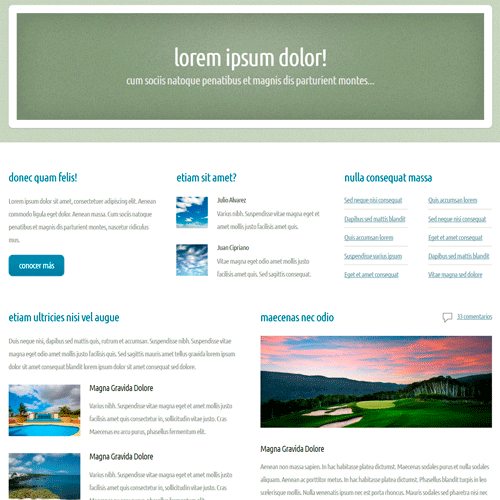 lorem ipsum dolor!
cum sociis natoque penatibus et magnis dis parturient montes...
donec quam felis!
Lorem ipsum dolor sit amet, consectetuer adipiscing elit. Aenean
commodo ligula eget dolor. Aenean massa. Cum sociis natoque
penatibus et magnis dis parturient montes, nascetur ridiculus
mus.
conocer más
etiam sit amet?
Julio Alvarez
Varius nibh. Suspendisse vitae magna eget et
amet mollis justo facilisis amet quis.
Juan Cipriano
Vitae magna eget odio amet mollis justo
facilisis amet quis. Sed sagittis consequat.
nulla consequat massa
Sed neque nisi consequat
Dapibus sed mattis blandit
Quis accumsan lorem
Suspendisse varius ipsum
Eget et amet consequat
Quis accumsan lorem
Sed neque nisi consequat
Eget et amet consequat
Dapibus sed mattis blandit
Vitae magna sed dolore
etiam ultricies nisi vel augue
Duis neque nisi, dapibus sed mattis quis, rutrum et accumsan. Suspendisse nibh. Suspendisse vitae
magna eget odio amet mollis justo facilisis quis. Sed sagittis mauris amet tellus gravida lorem ipsum
dolor sit amet consequat blandit lorem ipsum dolor sit amet consequat sed dolore.
Magna Gravida Dolore
Varius nibh. Suspendisse vitae magna eget et amet mollis justo
facilisis amet quis consectetur in, sollicitudin vitae justo. Cras
Maecenas eu arcu purus, phasellus fermentum elit.
Magna Gravida Dolore
Varius nibh. Suspendisse vitae magna eget et amet mollis justo
facilisis amet quis consectetur in, sollicitudin vitae justo. Cras
maecenas odio, phasellus fermentum
maecenas nec odio
33 comentarios
Magna Gravida Dolore
Aenean non massa sapien. In hac habitasse platea dictumst. Maecenas sodales purus et nulla sodales
aliquam. Aenean ac porttitor metus. In hac habitasse platea dictumst. Phasellus blandit turpis in leo
scelerisque mollis. Nulla venenatis ipsum nec est porta rhoncus. Mauris sodales sed pharetra